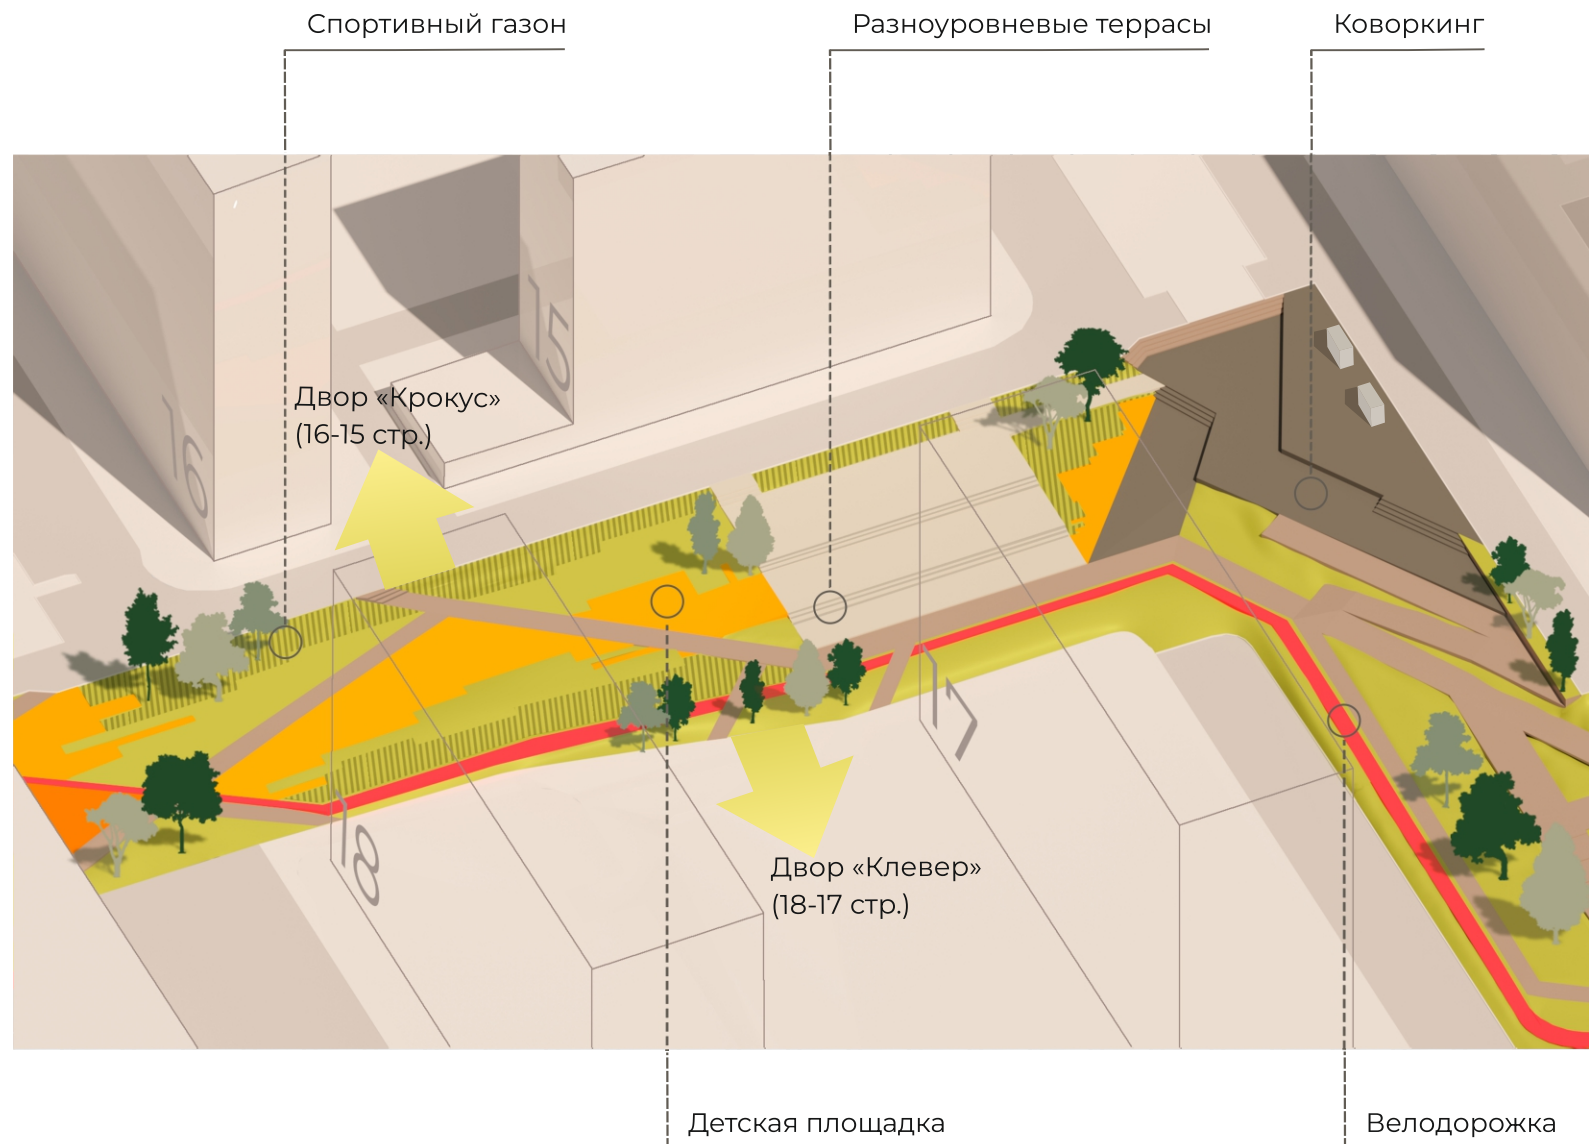 Спортивный газон
Разноуровневые террасы
Коворкинг
15
Двор «Крокус»
(16-15 стр.)
16
17
18
Двор «Клевер»
(18-17 стр.)
Детская площадка
Велодорожка